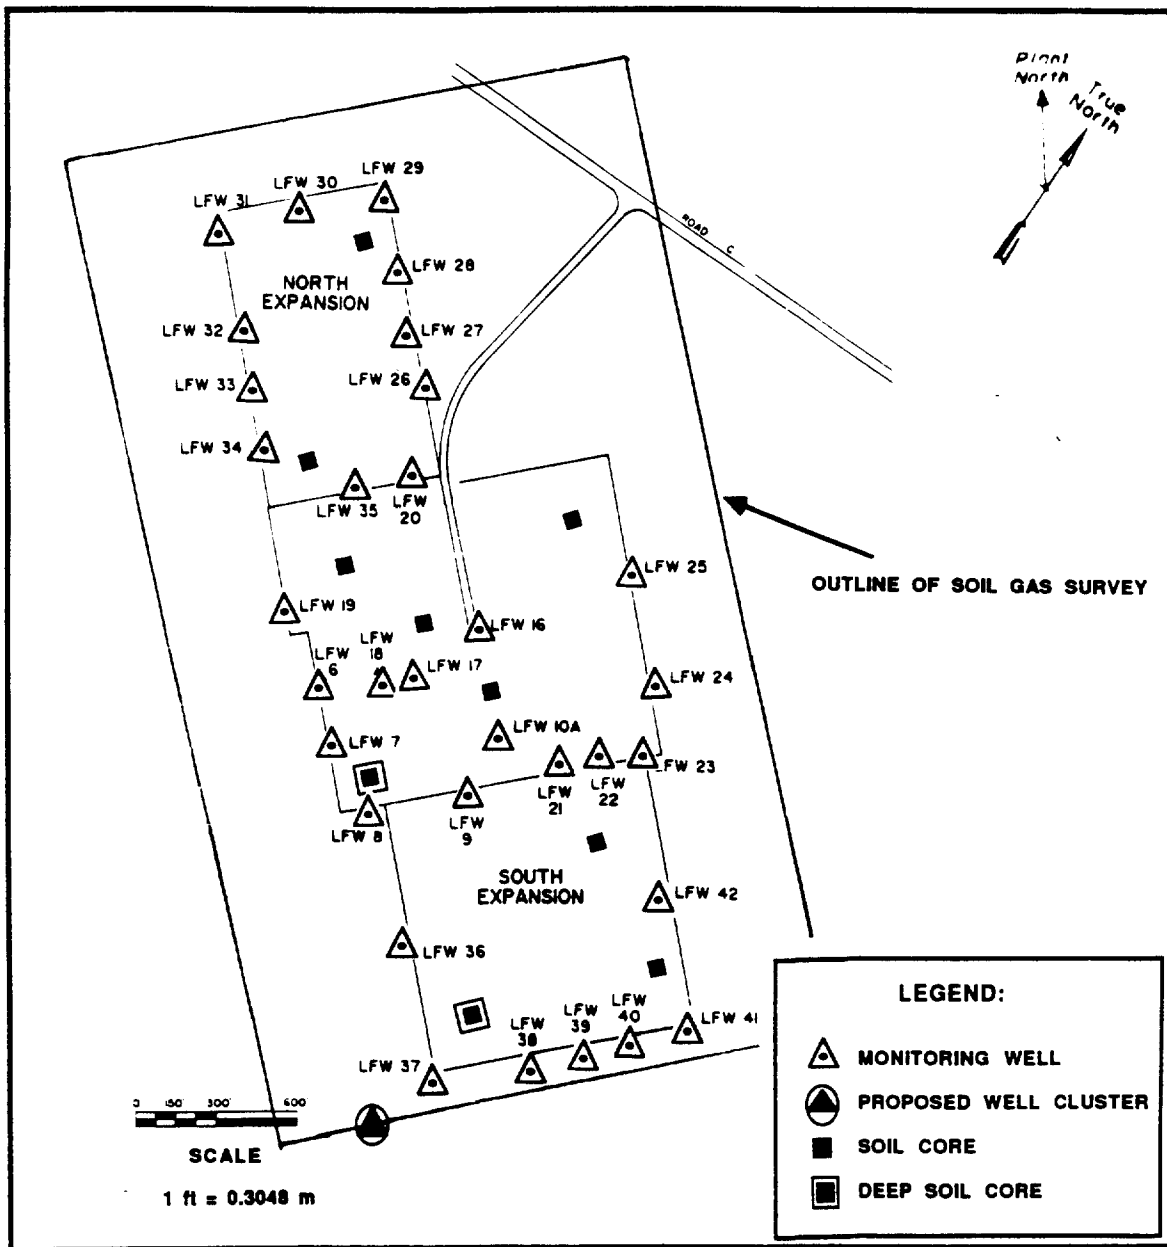 Plant
North
True
North
LFW 29
LFW 30
LFW 31
ROAD C
LFW 28
NORTH
EXPANSION
LFW 32
LFW 27
LFW 33
LFW 26
LFW 34
LFW 35
LFW
20
LFW 25
OUTLINE OF SOIL GAS SURVEY
LFW 19
LFW 16
LFW
6
LFW
18
LFW 17
LFW 24
LFW 10A
LFW 7
LFW 23
LFW
21
LFW
22
LFW 8
LFW
9
SOUTH
EXPANSION
LFW 42
LFW 36
LFW
38
LFW
39
LFW
40
LFW 41
LFW 37
0 150' 300' 600'
SCALE
1 ft = 0.3048 m
LEGEND:
MONITORING WELL
PROPOSED WELL CLUSTER
SOIL CORE
DEEP SOIL CORE